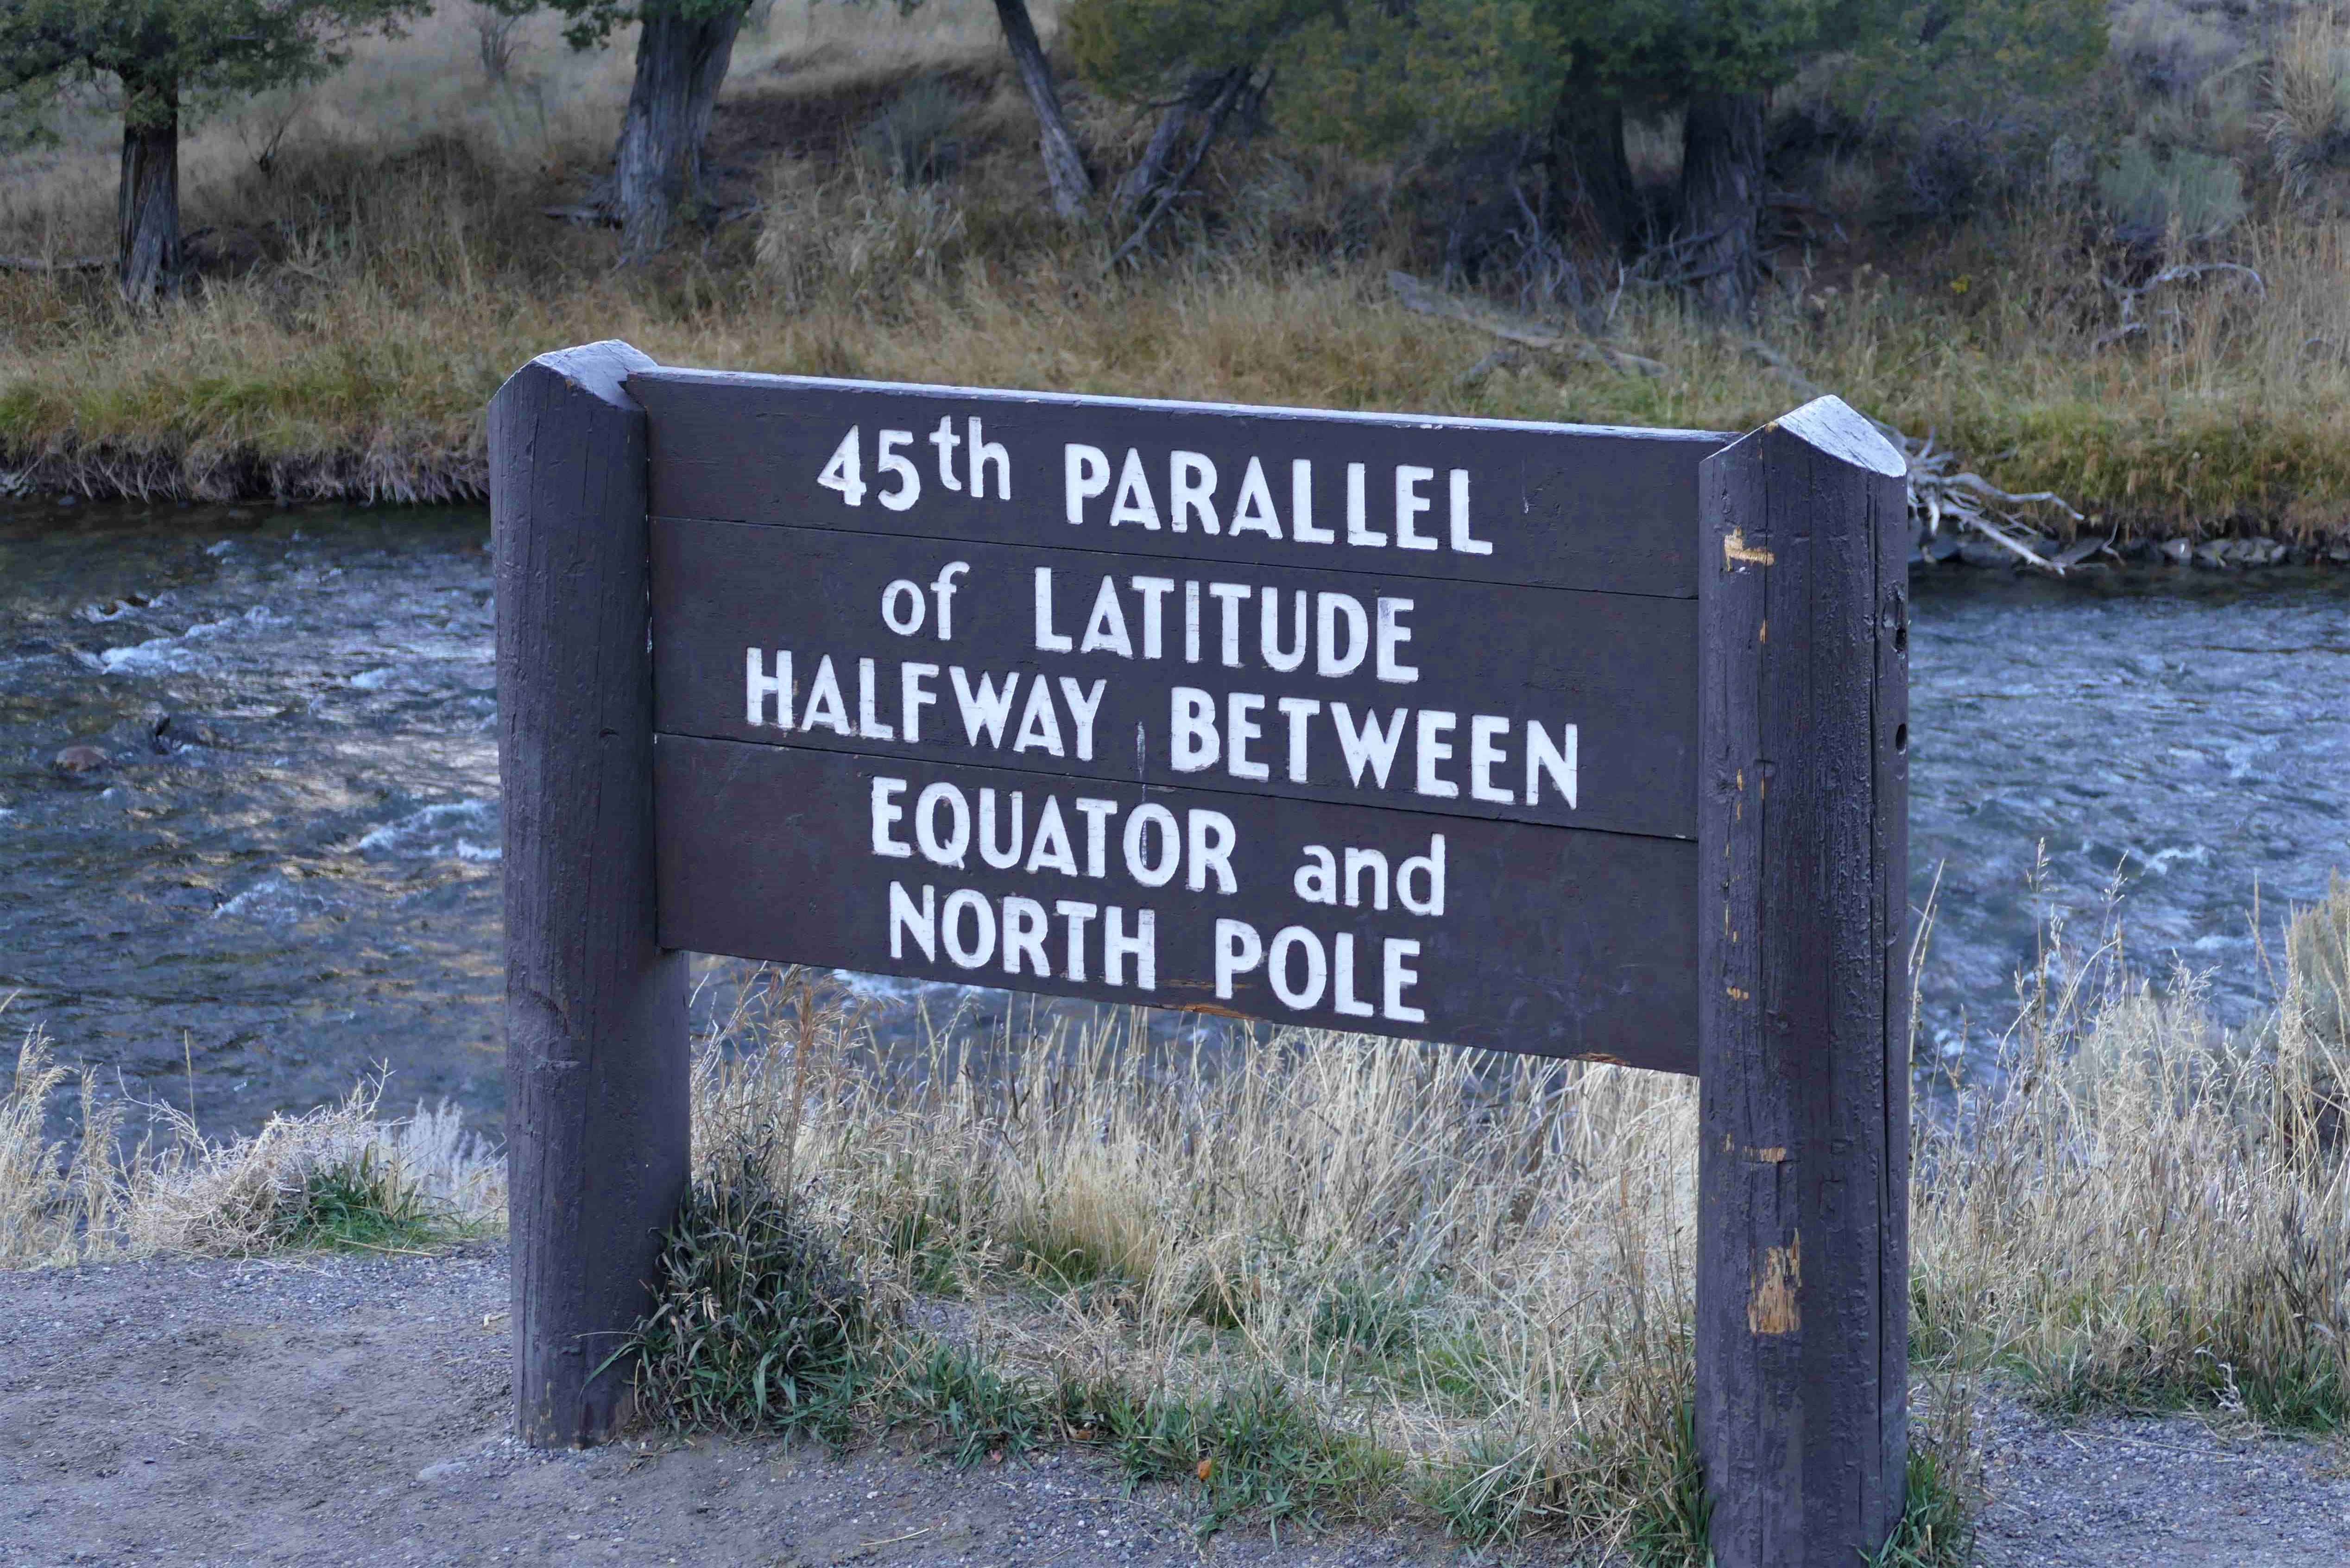 45th PARALLEL
of LATITUDE
HALFWAY BETWEEN
EQUATOR and
NORTH POLE